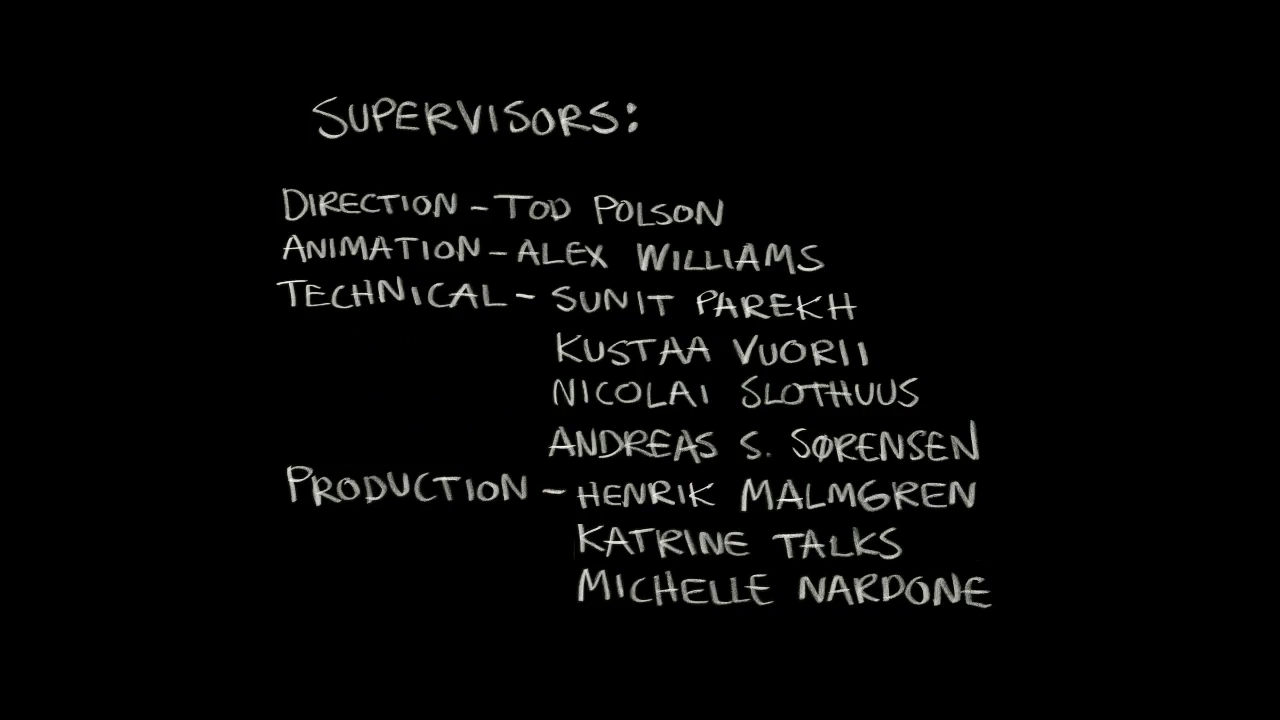 SUPERVISORS:
DIRECTION - TOD POLSON
ANIMATION - ALEX WILLIAMS
TECHNICAL - SUNIT PAREKH
KUSTAA VUORII
NICOLAI SLOTHUUS
ANDREAS S. SØRENSEN
PRODUCTION - HENRIK MALMGREN
KATRINE TALKS
MICHELLE NARDONE